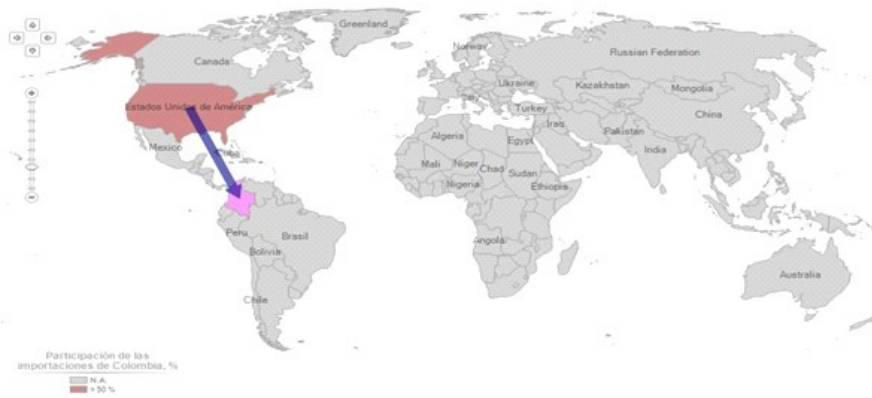 Greenland
Norway
Russian Federation
Canada
Ukraine
Kazakhstan
Mongolia
Estados Unidos de América
Turkey
China
Iraq
Pakistan
Mexico
Cuba
Algeria
Egypt
India
Mali
Niger
Chad
Sudan
Nigeria
Ethiopia
Peru
Brasil
Bolivia
Angola
Chile
Australia
Participación de las
importaciones de Colombia, %
N.A.
> 50 %